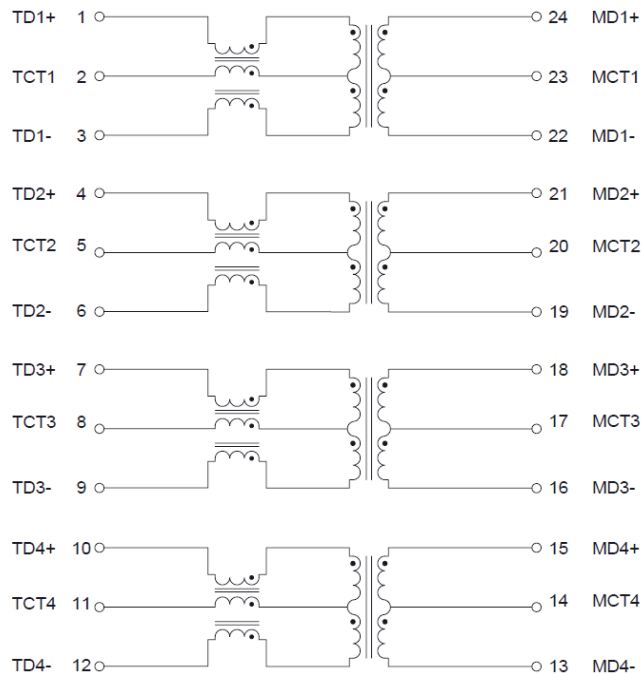 TD1+ 1 24 MD1+
TCT1 2 23 MCT1
TD1- 3 22 MD1-
TD2+ 4 21 MD2+
TCT2 5 20 MCT2
TD2- 6 19 MD2-
TD3+ 7 18 MD3+
TCT3 8 17 MCT3
TD3- 9 16 MD3-
TD4+ 10 15 MD4+
TCT4 11 14 MCT4
TD4- 12 13 MD4-